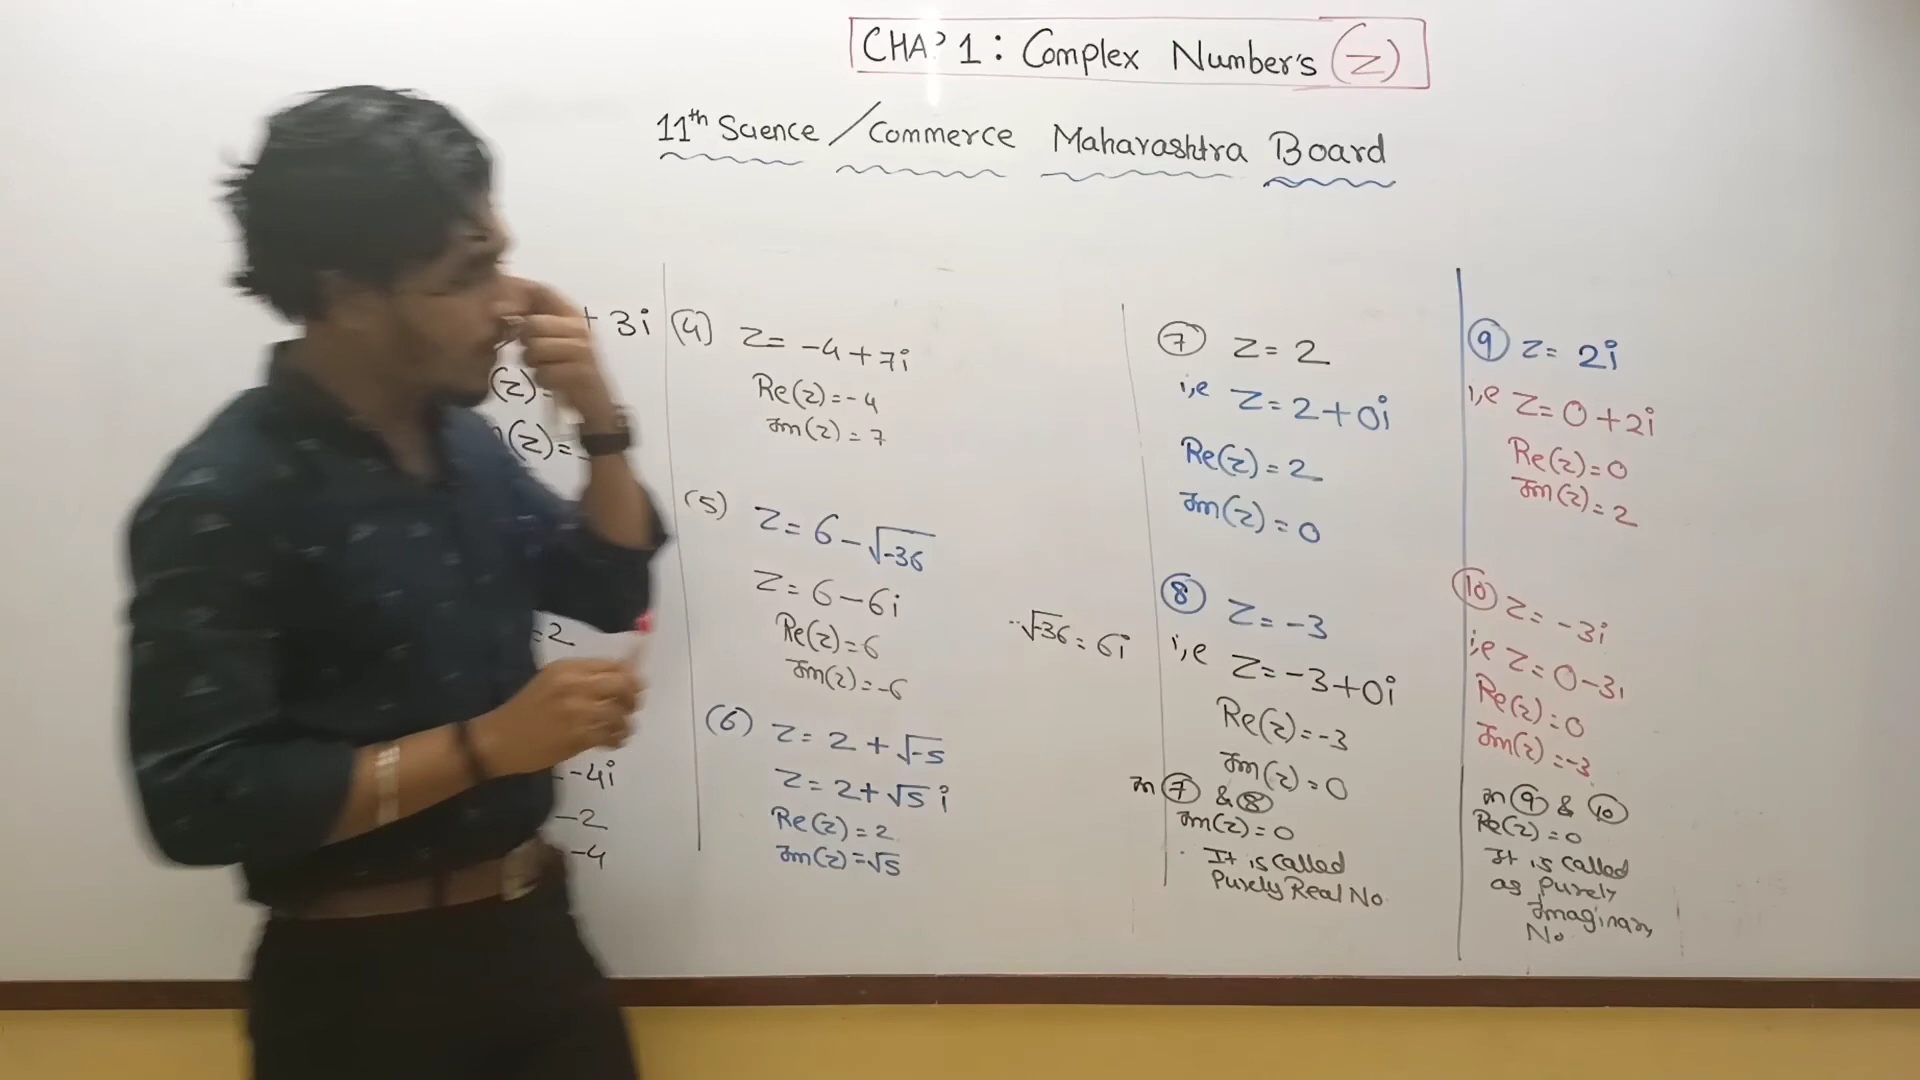 CHAP 1: Complex Number's (z)
11th Science / Commerce Maharashtra Board
+ 3i
(z)=
(z)=
=2
-4i
-2
-4
(4) z = -4+7i
Re(z) = -4
Im(z) = 7
(5) z = 6-√-36
z = 6-6i
Re(z) = 6
Im(z) = -6
√-36 = 6i
(6) z = 2+√-5
z = 2+√5 i
Re(z) = 2
Im(z) = √5
(7) z = 2
i,e z = 2+0i
Re(z) = 2
Im(z) = 0
(8) z = -3
i,e z = -3+0i
Re(z) = -3
Im(z) = 0
In (7) & (8)
Im(z) = 0
It is called
Purely Real No.
(9) z = 2i
i,e z = 0+2i
Re(z) = 0
Im(z) = 2
(10) z = -3i
i,e z = 0-3i
Re(z) = 0
Im(z) = -3
In (9) & (10)
Re(z) = 0
It is called
as Purely
Imaginary
No